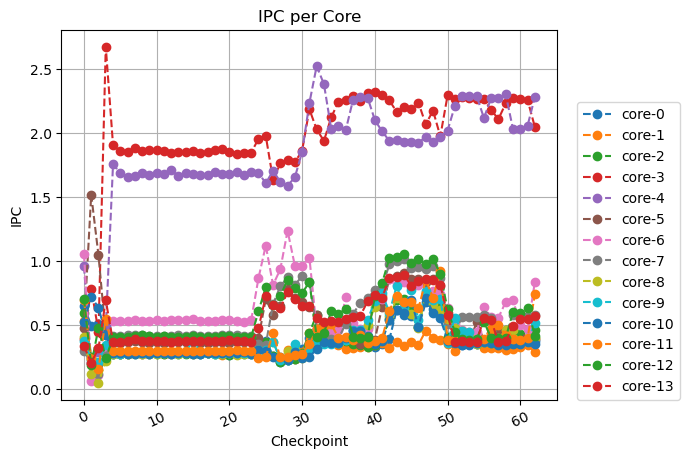 IPC per Core
IPC
2.5
2.0
1.5
1.0
0.5
0.0
0
10
20
30
40
50
60
Checkpoint
core-0
core-1
core-2
core-3
core-4
core-5
core-6
core-7
core-8
core-9
core-10
core-11
core-12
core-13